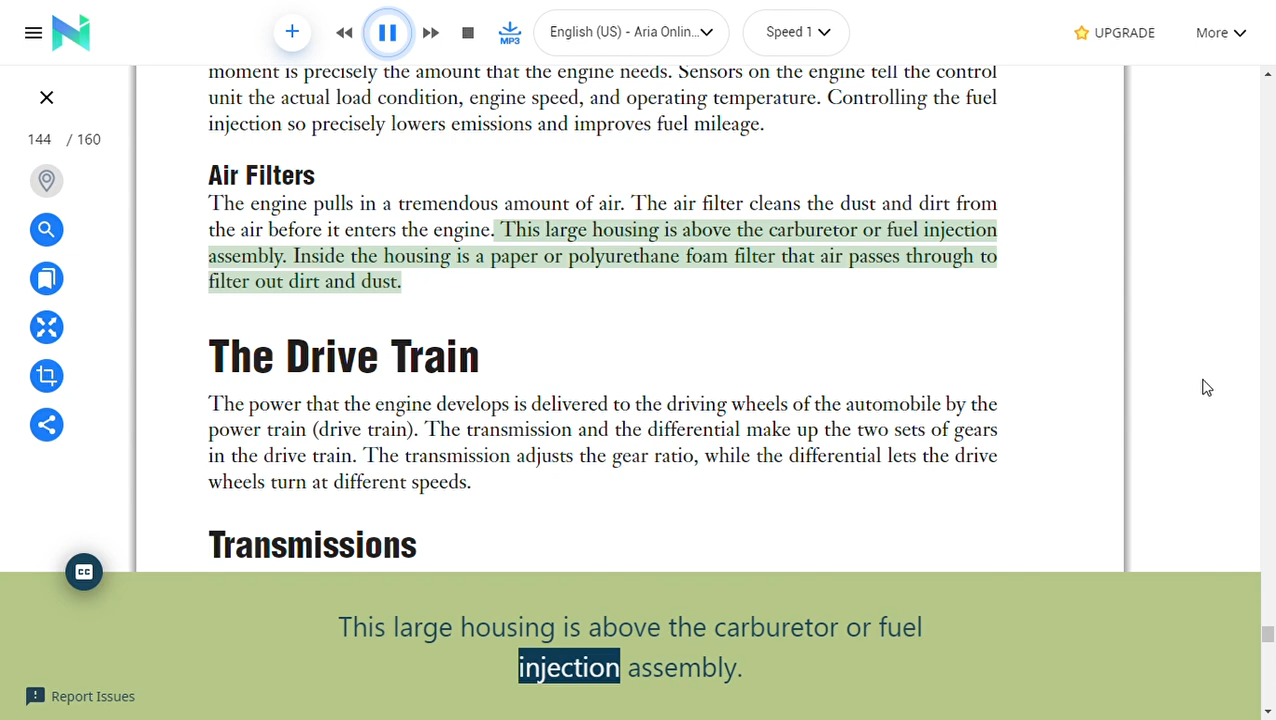 MP3
English (US) - Aria Onlin...
Speed 1
UPGRADE
More
144 / 160
moment is precisely the amount that the engine needs. Sensors on the engine tell the control
unit the actual load condition, engine speed, and operating temperature. Controlling the fuel
injection so precisely lowers emissions and improves fuel mileage.
Air Filters
The engine pulls in a tremendous amount of air. The air filter cleans the dust and dirt from
the air before it enters the engine. This large housing is above the carburetor or fuel injection
assembly. Inside the housing is a paper or polyurethane foam filter that air passes through to
filter out dirt and dust.
The Drive Train
The power that the engine develops is delivered to the driving wheels of the automobile by the
power train (drive train). The transmission and the differential make up the two sets of gears
in the drive train. The transmission adjusts the gear ratio, while the differential lets the drive
wheels turn at different speeds.
Transmissions
CC
This large housing is above the carburetor or fuel
injection assembly.
Report Issues